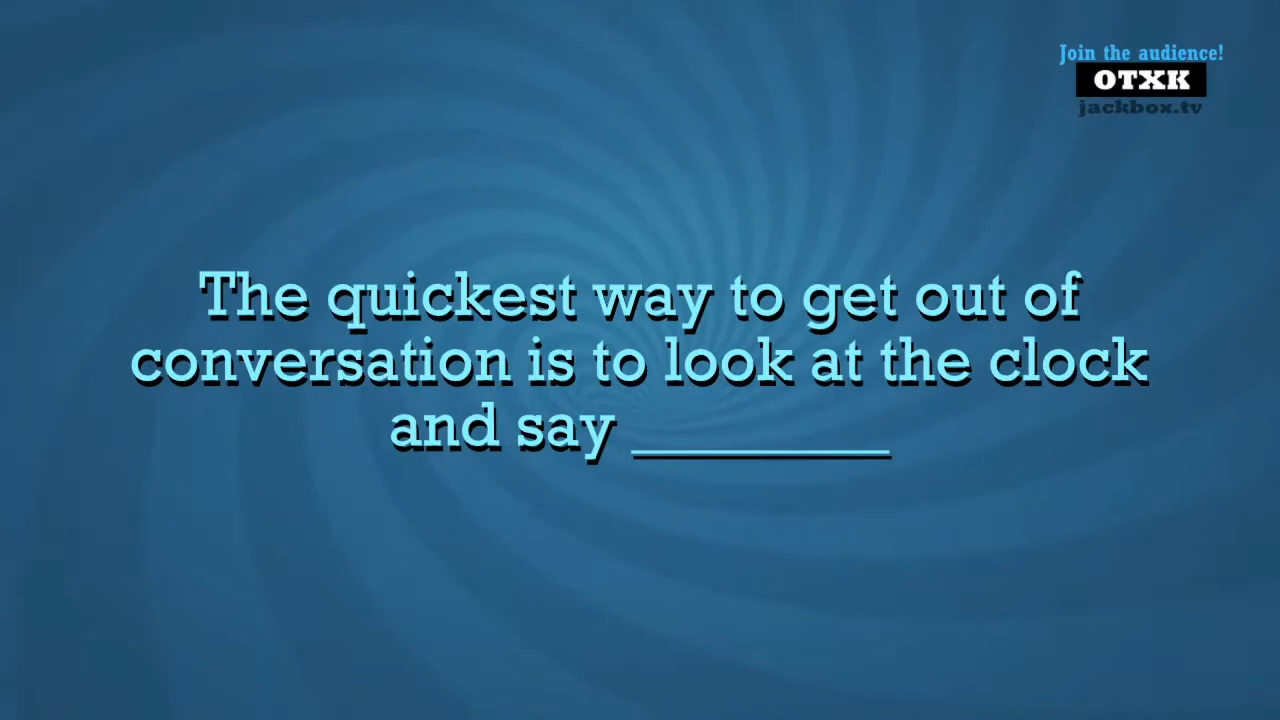 Join the audience!
OTXK
jackbox.tv
The quickest way to get out of
conversation is to look at the clock
and say ________